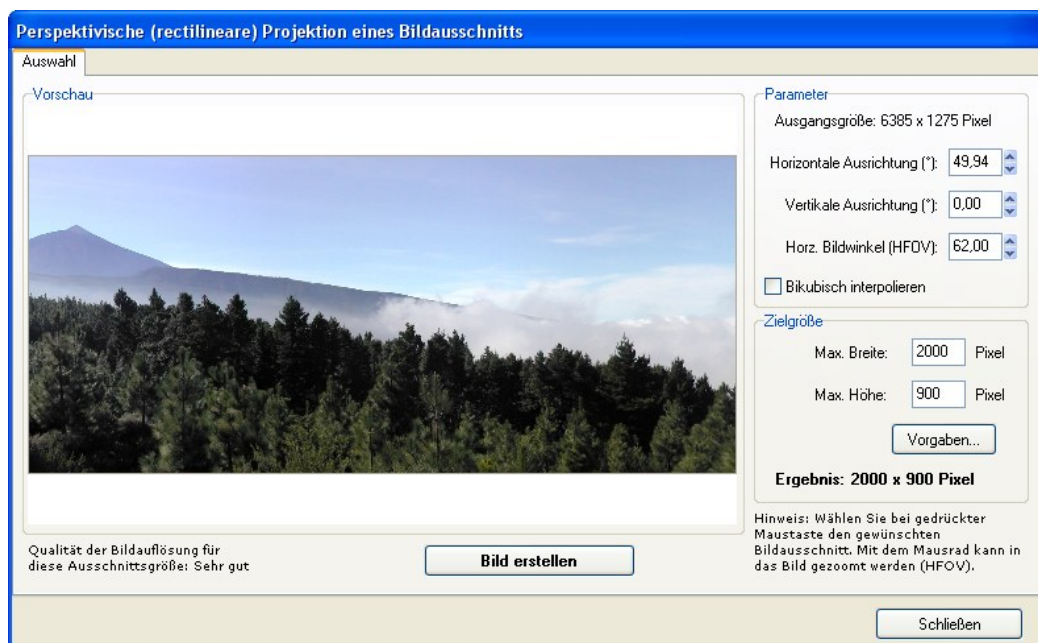 Perspektivische (rectilineare) Projektion eines Bildausschnitts
Auswahl
Vorschau
Parameter
Ausgangsgröße: 6385 x 1275 Pixel
Horizontale Ausrichtung (°): 49,94
Vertikale Ausrichtung (°): 0,00
Horz. Bildwinkel (HFOV): 62,00
Bikubisch interpolieren
Zielgröße
Max. Breite: 2000 Pixel
Max. Höhe: 900 Pixel
Vorgaben...
Ergebnis: 2000 x 900 Pixel
Hinweis: Wählen Sie bei gedrückter
Maustaste den gewünschten
Bildausschnitt. Mit dem Mausrad kann in
das Bild gezoomt werden (HFOV).
Qualität der Bildauflösung für
diese Ausschnittsgröße: Sehr gut
Bild erstellen
Schließen